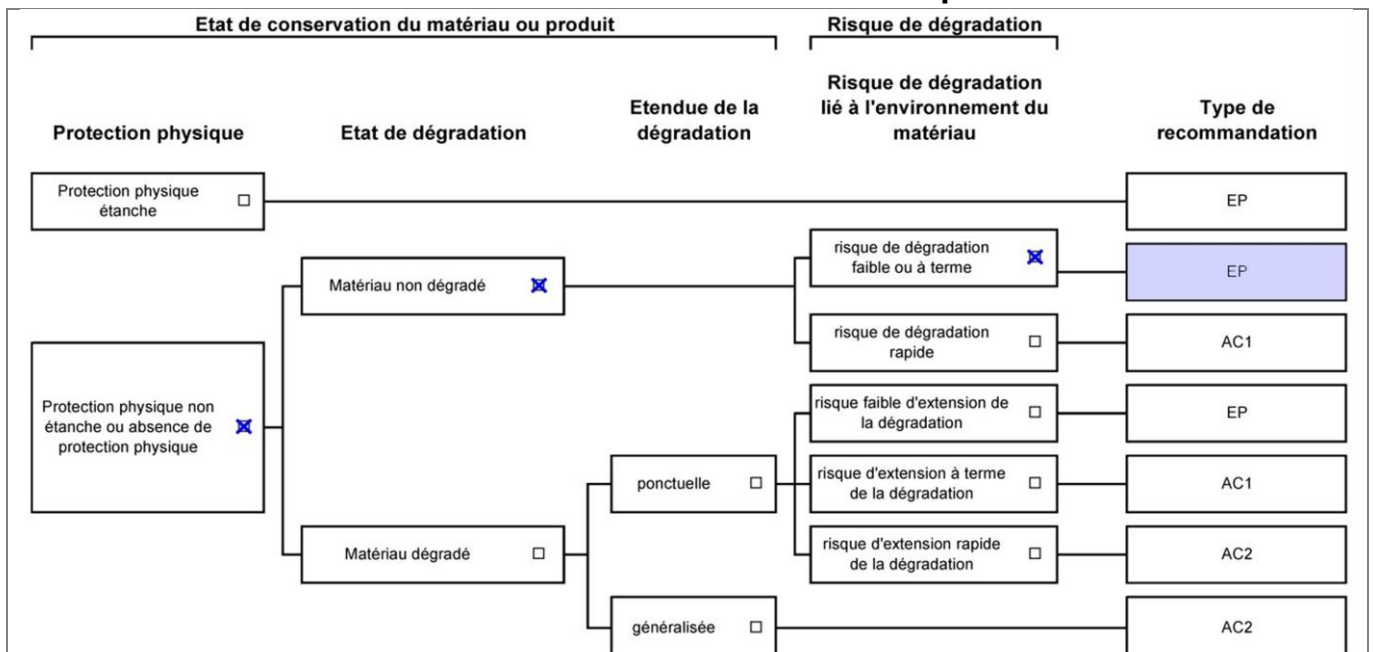 Etat de conservation du matériau ou produit
Risque de dégradation
Protection physique
Etat de dégradation
Etendue de la
dégradation
Risque de dégradation
lié à l'environnement du
matériau
Type de
recommandation
Protection physique
étanche
EP
risque de dégradation
faible ou à terme
EP
Matériau non dégradé
risque de dégradation
rapide
AC1
Protection physique non
étanche ou absence de
protection physique
risque faible d'extension de
la dégradation
EP
ponctuelle
risque d'extension à terme
de la dégradation
AC1
Matériau dégradé
risque d'extension rapide
de la dégradation
AC2
généralisée
AC2